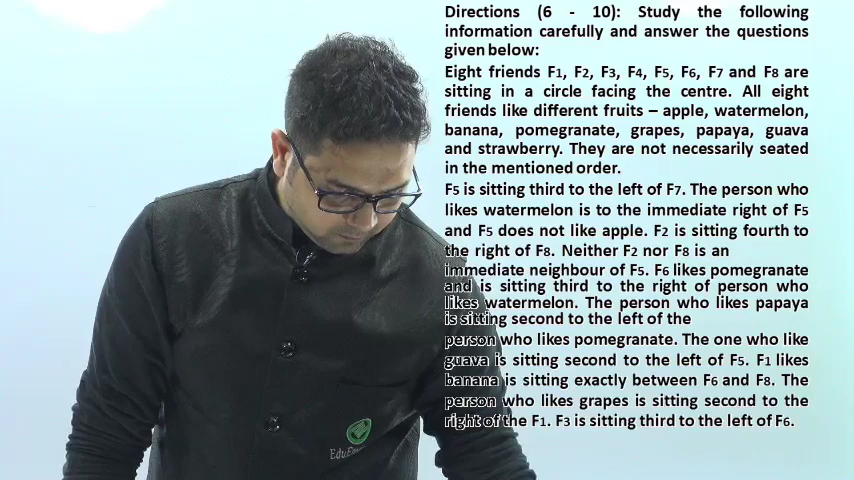 Directions (6 - 10): Study the following
information carefully and answer the questions
given below:
Eight friends F1, F2, F3, F4, F5, F6, F7 and F8 are
sitting in a circle facing the centre. All eight
friends like different fruits – apple, watermelon,
banana, pomegranate, grapes, papaya, guava
and strawberry. They are not necessarily seated
in the mentioned order.
F5 is sitting third to the left of F7. The person who
likes watermelon is to the immediate right of F5
and F5 does not like apple. F2 is sitting fourth to
the right of F8. Neither F2 nor F8 is an
immediate neighbour of F5. F6 likes pomegranate
and is sitting third to the right of person who
likes watermelon. The person who likes papaya
is sitting second to the left of the
person who likes pomegranate. The one who like
guava is sitting second to the left of F5. F1 likes
banana is sitting exactly between F6 and F8. The
person who likes grapes is sitting second to the
right of the F1. F3 is sitting third to the left of F6.